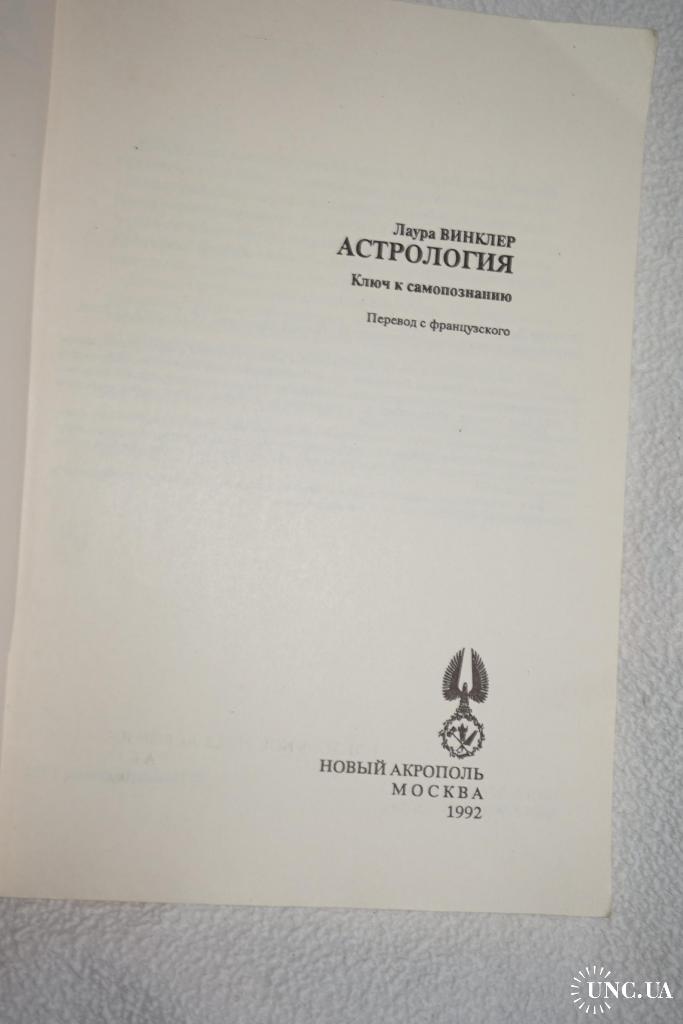 Лаура ВИНКЛЕР
АСТРОЛОГИЯ
Ключ к самопознанию
Перевод с французского
НОВЫЙ АКРОПОЛЬ
МОСКВА
1992
UNC.UA